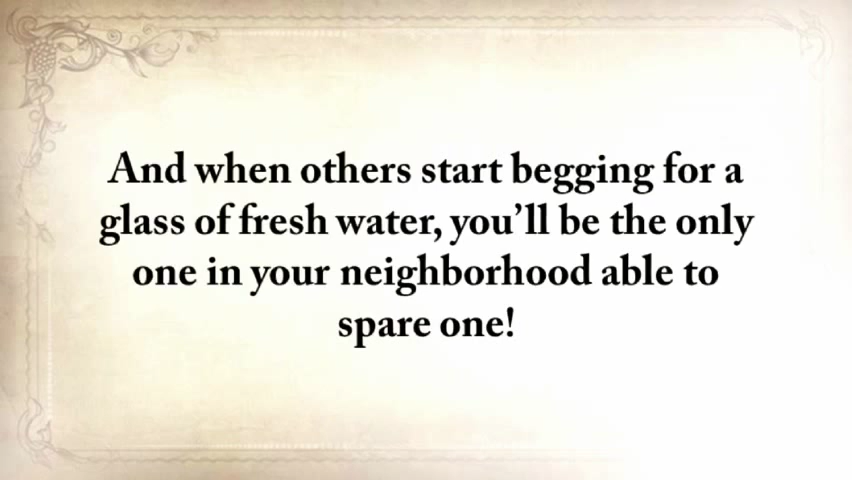 And when others start begging for a
glass of fresh water, you’ll be the only
one in your neighborhood able to
spare one!